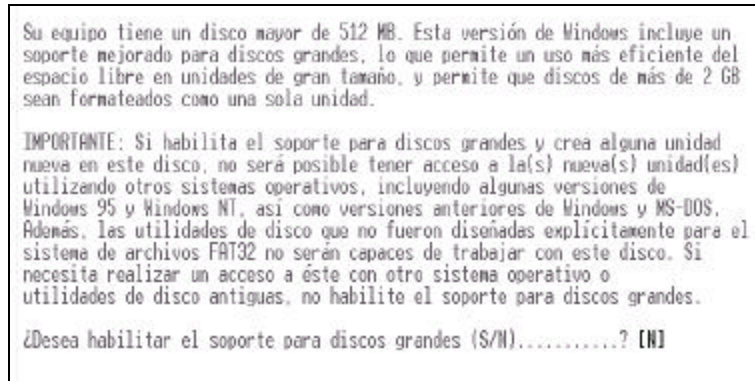 Su equipo tiene un disco mayor de 512 MB. Esta versión de Windows incluye un
soporte mejorado para discos grandes, lo que permite un uso más eficiente del
espacio libre en unidades de gran tamaño, y permite que discos de más de 2 GB
sean formateados como una sola unidad.
IMPORTANTE: Si habilita el soporte para discos grandes y crea alguna unidad
nueva en este disco, no será posible tener acceso a la(s) nueva(s) unidad(es)
utilizando otros sistemas operativos, incluyendo algunas versiones de
Windows 95 y Windows NT, así como versiones anteriores de Windows y MS-DOS.
Además, las utilidades de disco que no fueron diseñadas explícitamente para el
sistema de archivos FAT32 no serán capaces de trabajar con este disco. Si
necesita realizar un acceso a éste con otro sistema operativo o
utilidades de disco antiguas, no habilite el soporte para discos grandes.
¿Desea habilitar el soporte para discos grandes (S/N)...........? [N]